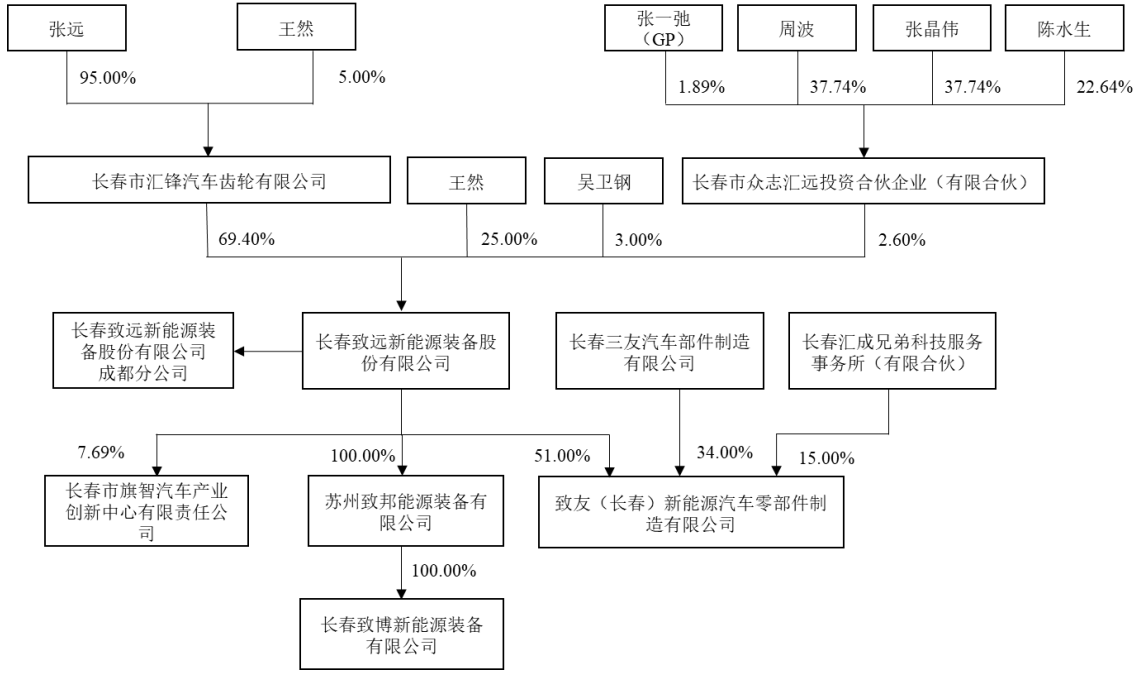 张远
王然
张一弛
（GP）
周波
张晶伟
陈水生
95.00%
5.00%
1.89%
37.74%
37.74%
22.64%
长春市汇锋汽车齿轮有限公司
王然
吴卫钢
长春市众志汇远投资合伙企业（有限合伙）
69.40%
25.00%
3.00%
2.60%
长春致远新能源装
备股份有限公司
成都分公司
长春致远新能源装备股
份有限公司
长春三友汽车部件制造
有限公司
长春汇成兄弟科技服务
事务所（有限合伙）
7.69%
100.00%
51.00%
34.00%
15.00%
长春市旗智汽车产业
创新中心有限责任公
司
苏州致邦能源装备有
限公司
致友（长春）新能源汽车零部件制
造有限公司
100.00%
长春致博新能源装备
有限公司